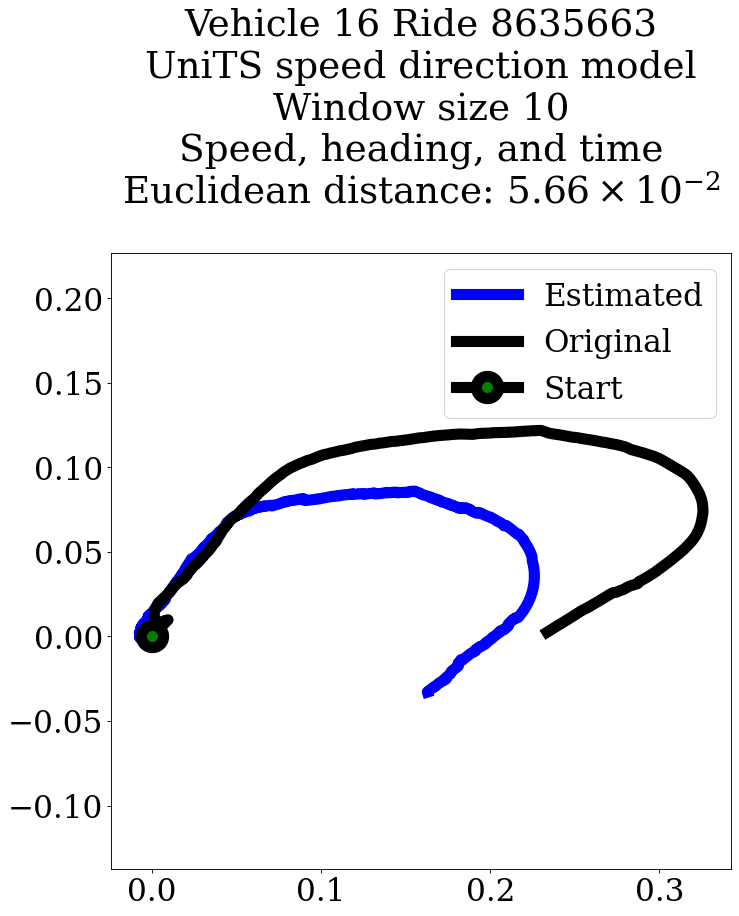 Vehicle 16 Ride 8635663
UniTS speed direction model
Window size 10
Speed, heading, and time
Euclidean distance: 5.66 × 10⁻²
Estimated
Original
Start
0.20
0.15
0.10
0.05
0.00
−0.05
−0.10
0.0 0.1 0.2 0.3